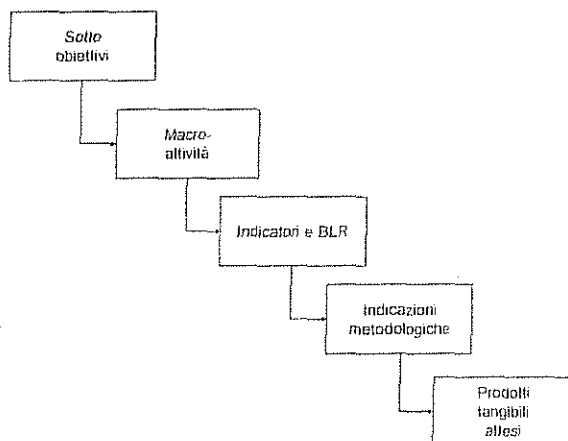 Sotto
obiettivi
Macro-
attività
Indicatori e BLR
Indicazioni
metodologiche
Prodotti
tangibili
attesi